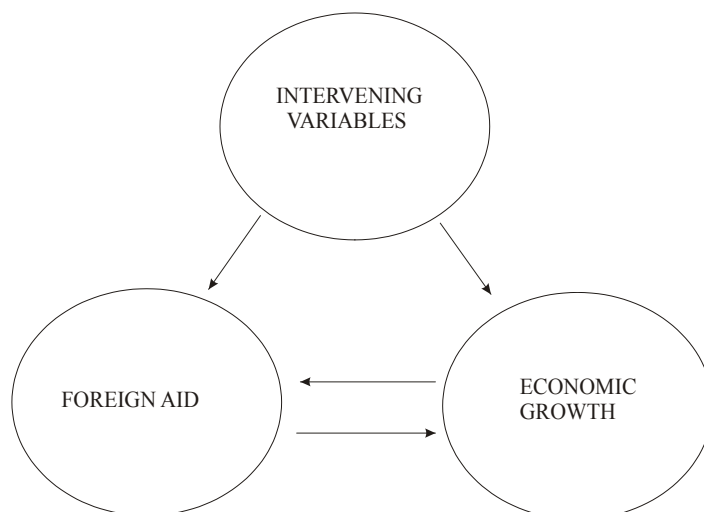 INTERVENING
VARIABLES
FOREIGN AID
ECONOMIC
GROWTH